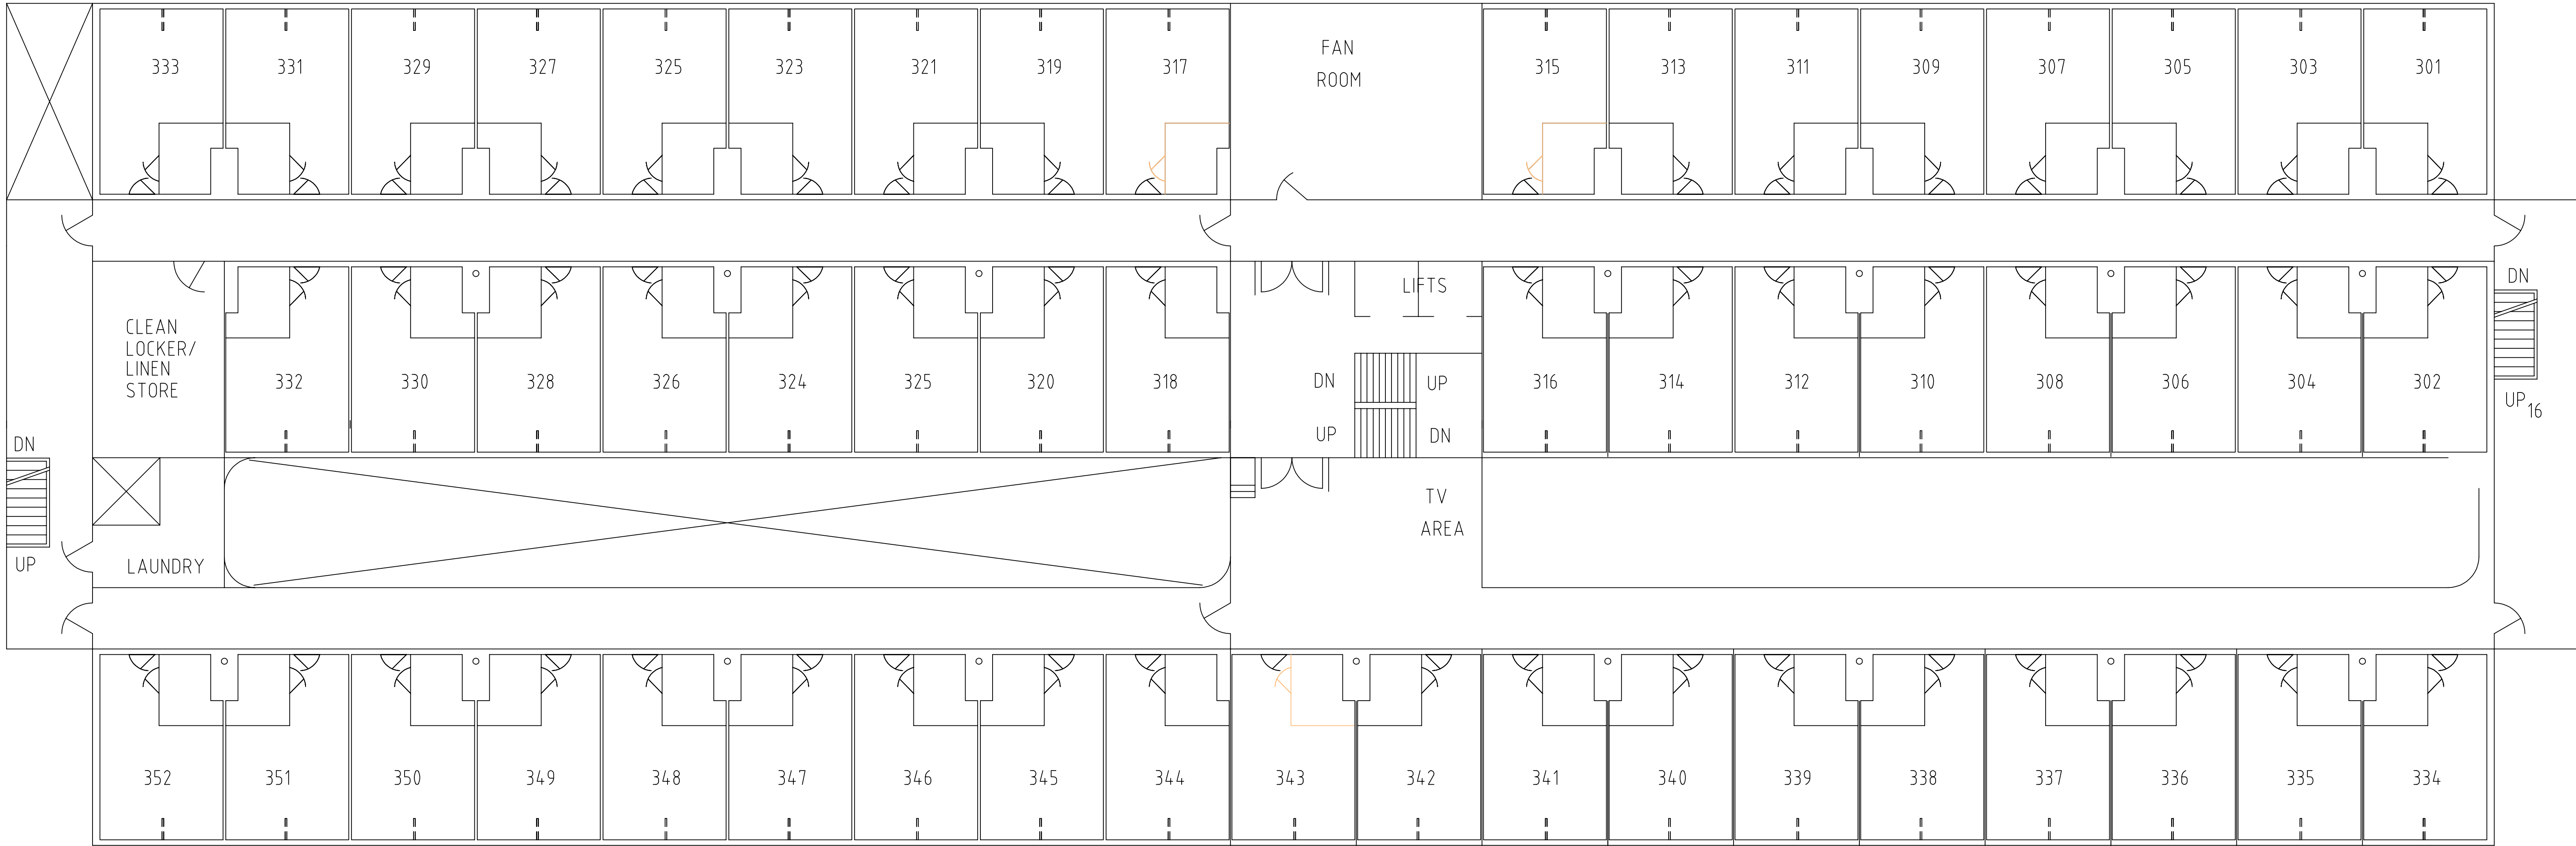 333 331 329 327 325 323 321 319 317 315 313 311 309 307 305 303 301
FAN
ROOM
LIFTS
DN
CLEAN
LOCKER/
LINEN
STORE
332 330 328 326 324 325 320 318 316 314 312 310 308 306 304 302
DN UP
UP DN
UP 16
DN
UP
TV
AREA
LAUNDRY
352 351 350 349 348 347 346 345 344 343 342 341 340 339 338 337 336 335 334